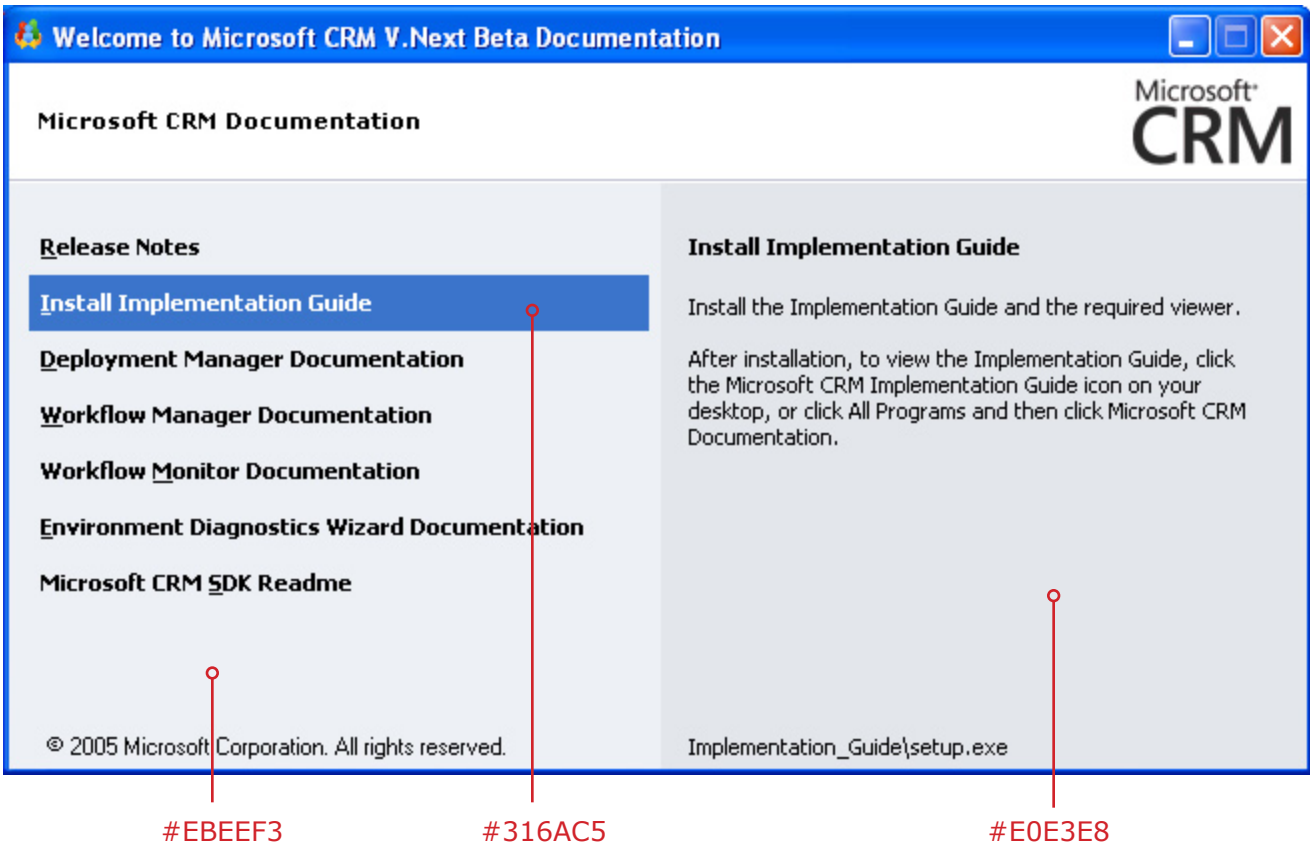 Welcome to Microsoft CRM V.Next Beta Documentation
Microsoft CRM Documentation
Microsoft
CRM
Release Notes
Install Implementation Guide
Deployment Manager Documentation
Workflow Manager Documentation
Workflow Monitor Documentation
Environment Diagnostics Wizard Documentation
Microsoft CRM SDK Readme
© 2005 Microsoft Corporation. All rights reserved.
Install Implementation Guide
Install the Implementation Guide and the required viewer.
After installation, to view the Implementation Guide, click
the Microsoft CRM Implementation Guide icon on your
desktop, or click All Programs and then click Microsoft CRM
Documentation.
Implementation_Guide\setup.exe
#EBEEF3
#316AC5
#E0E3E8